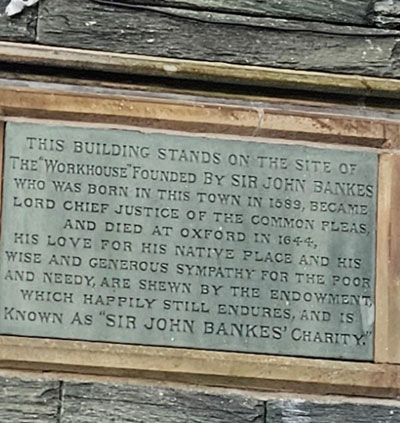 THIS BUILDING STANDS ON THE SITE OF
THE "WORKHOUSE" FOUNDED BY SIR JOHN BANKES
WHO WAS BORN IN THIS TOWN IN 1589, BECAME
LORD CHIEF JUSTICE OF THE COMMON PLEAS,
AND DIED AT OXFORD IN 1644,
HIS LOVE FOR HIS NATIVE PLACE AND HIS
WISE AND GENEROUS SYMPATHY FOR THE POOR
AND NEEDY, ARE SHEWN BY THE ENDOWMENT,
WHICH HAPPILY STILL ENDURES, AND IS
KNOWN AS "SIR JOHN BANKES' CHARITY."